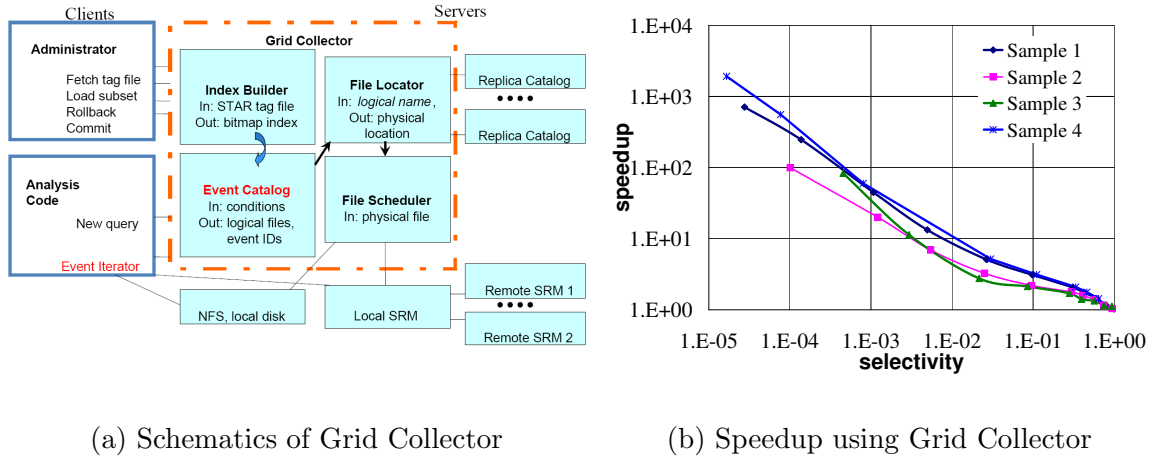 Clients
Servers
Administrator
Fetch tag file
Load subset
Rollback
Commit
Analysis
Code
New query
Event Iterator
Grid Collector
Index Builder
In: STAR tag file
Out: bitmap index
Event Catalog
In: conditions
Out: logical files,
event IDs
File Locator
In: logical name ,
Out: physical
location
File Scheduler
In: physical file
Replica Catalog
Replica Catalog
NFS, local disk
Local SRM
Remote SRM 1
Remote SRM 2
(a) Schematics of Grid Collector
speedup
1.E+04
1.E+03
1.E+02
1.E+01
1.E+00
1.E-05 1.E-04 1.E-03 1.E-02 1.E-01 1.E+00
selectivity
Sample 1
Sample 2
Sample 3
Sample 4
(b) Speedup using Grid Collector